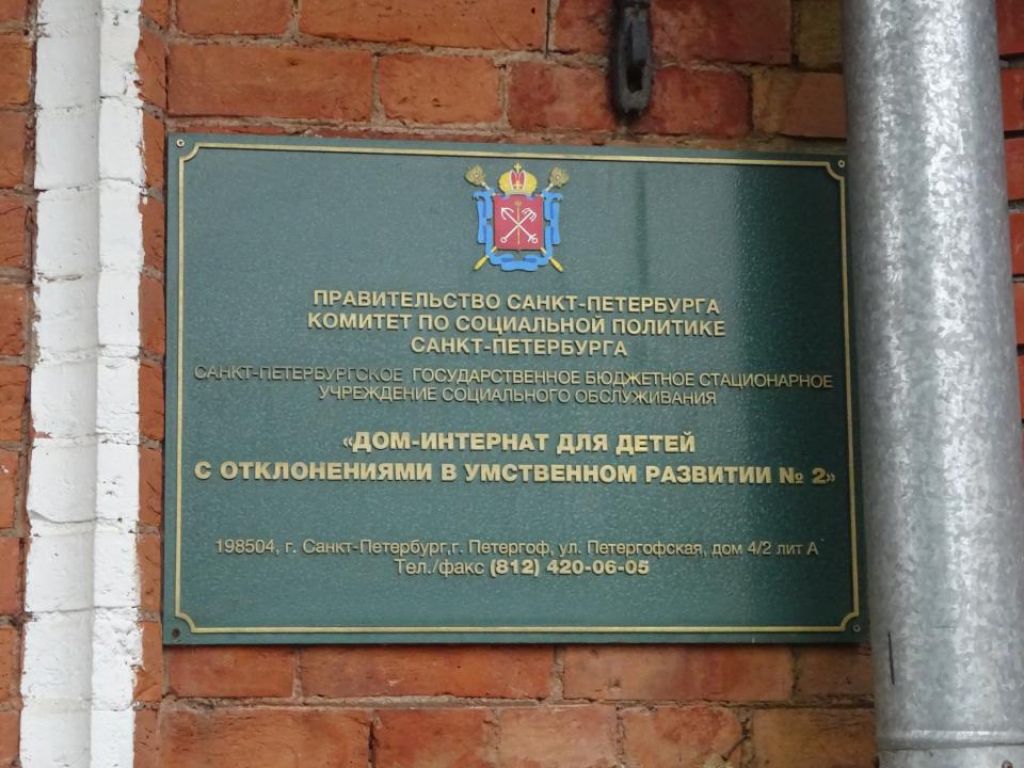 ПРАВИТЕЛЬСТВО САНКТ-ПЕТЕРБУРГА
КОМИТЕТ ПО СОЦИАЛЬНОЙ ПОЛИТИКЕ
САНКТ-ПЕТЕРБУРГА
САНКТ-ПЕТЕРБУРГСКОЕ ГОСУДАРСТВЕННОЕ БЮДЖЕТНОЕ СТАЦИОНАРНОЕ
УЧРЕЖДЕНИЕ СОЦИАЛЬНОГО ОБСЛУЖИВАНИЯ
«ДОМ-ИНТЕРНАТ ДЛЯ ДЕТЕЙ
С ОТКЛОНЕНИЯМИ В УМСТВЕННОМ РАЗВИТИИ № 2»
198504, г. Санкт-Петербург,г. Петергоф, ул. Петергофская, дом 4/2 лит А
Тел./факс (812) 420-06-05